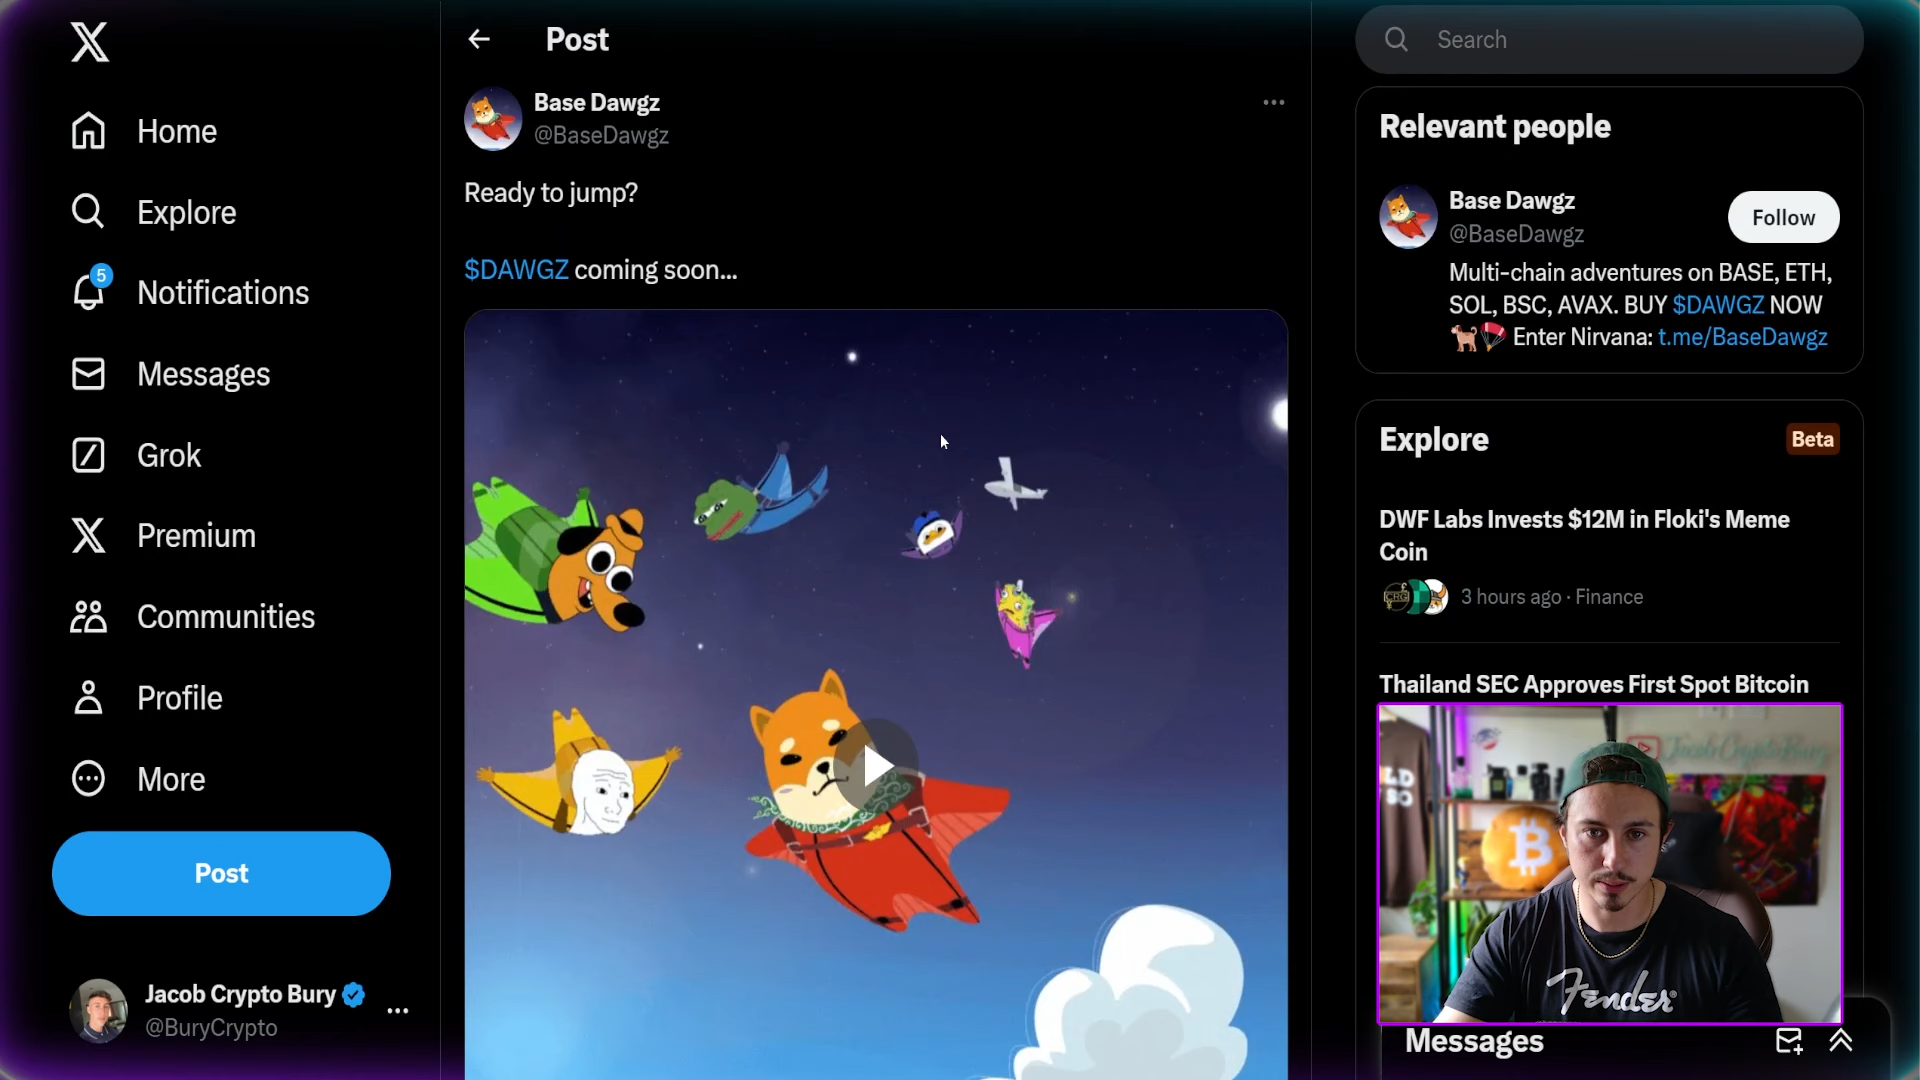 Home
Explore
5
Notifications
Messages
Grok
Premium
Communities
Profile
More
Post
Jacob Crypto Bury
@BuryCrypto
Post
Base Dawgz
@BaseDawgz
Ready to jump?
$DAWGZ coming soon...
Search
Relevant people
Base Dawgz
@BaseDawgz
Follow
Multi-chain adventures on BASE, ETH,
SOL, BSC, AVAX. BUY $DAWGZ NOW
Enter Nirvana: t.me/BaseDawgz
Explore
Beta
DWF Labs Invests $12M in Floki's Meme
Coin
3 hours ago · Finance
Thailand SEC Approves First Spot Bitcoin
JacobCryptoBury
Fender
Messages